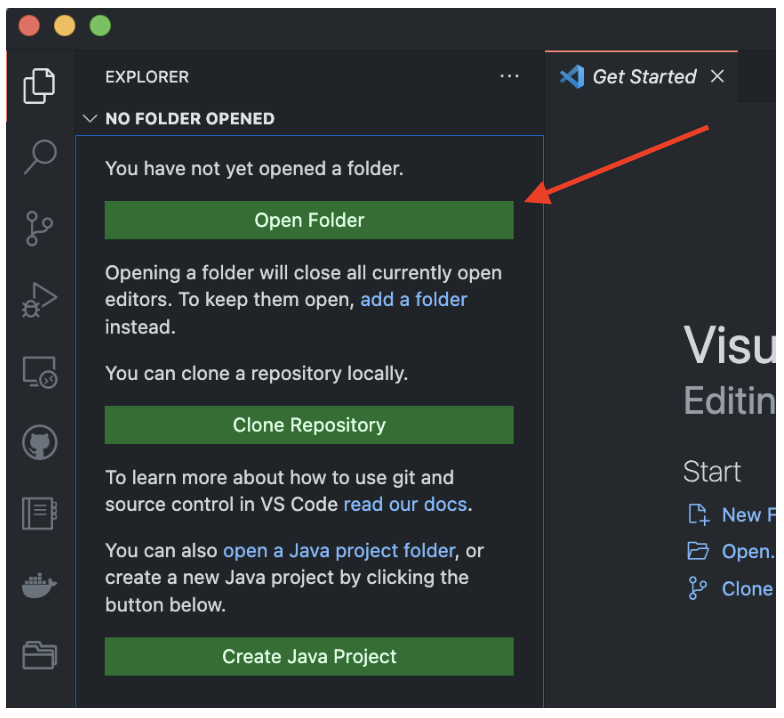 EXPLORER
Get Started
NO FOLDER OPENED
You have not yet opened a folder.
Open Folder
Opening a folder will close all currently open
editors. To keep them open, add a folder
instead.
You can clone a repository locally.
Clone Repository
To learn more about how to use git and
source control in VS Code read our docs.
You can also open a Java project folder, or
create a new Java project by clicking the
button below.
Create Java Project
Visu
Editin
Start
New F
Open.
Clone